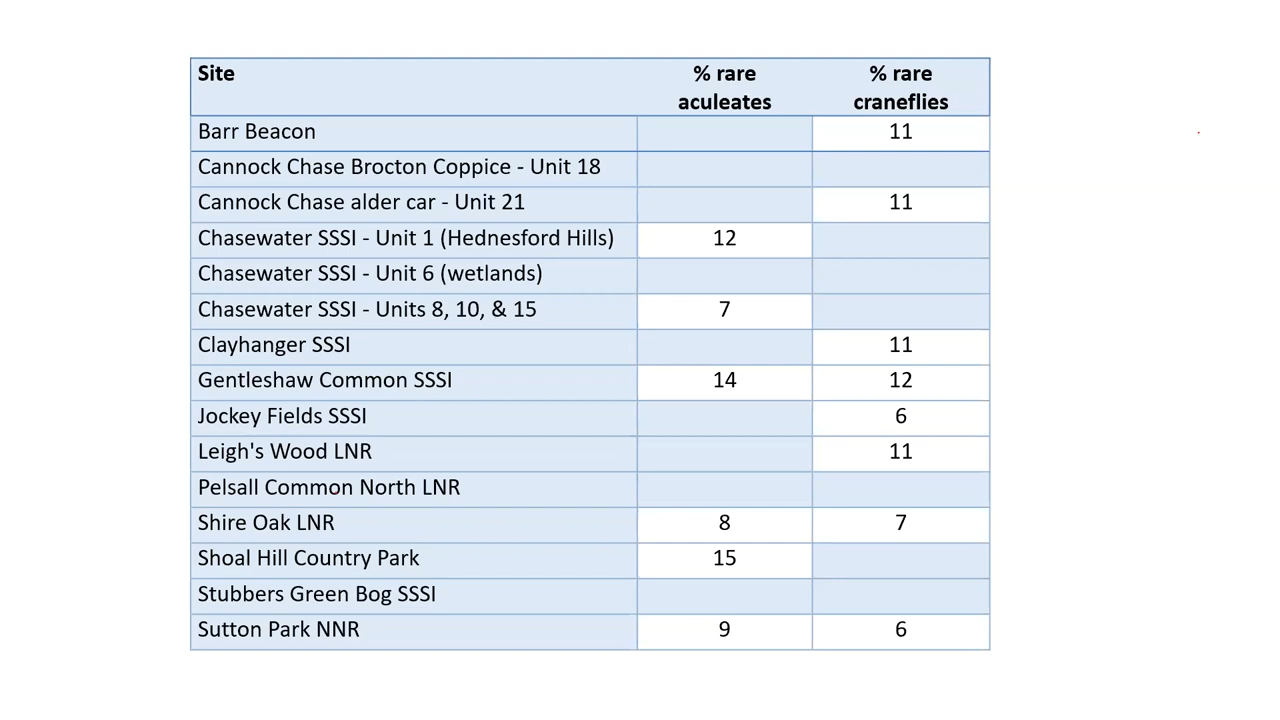 Site % rare aculeates % rare craneflies
Barr Beacon 11
Cannock Chase Brocton Coppice - Unit 18
Cannock Chase alder car - Unit 21 11
Chasewater SSSI - Unit 1 (Hednesford Hills) 12
Chasewater SSSI - Unit 6 (wetlands)
Chasewater SSSI - Units 8, 10, & 15 7
Clayhanger SSSI 11
Gentleshaw Common SSSI 14 12
Jockey Fields SSSI 6
Leigh's Wood LNR 11
Pelsall Common North LNR
Shire Oak LNR 8 7
Shoal Hill Country Park 15
Stubbers Green Bog SSSI
Sutton Park NNR 9 6